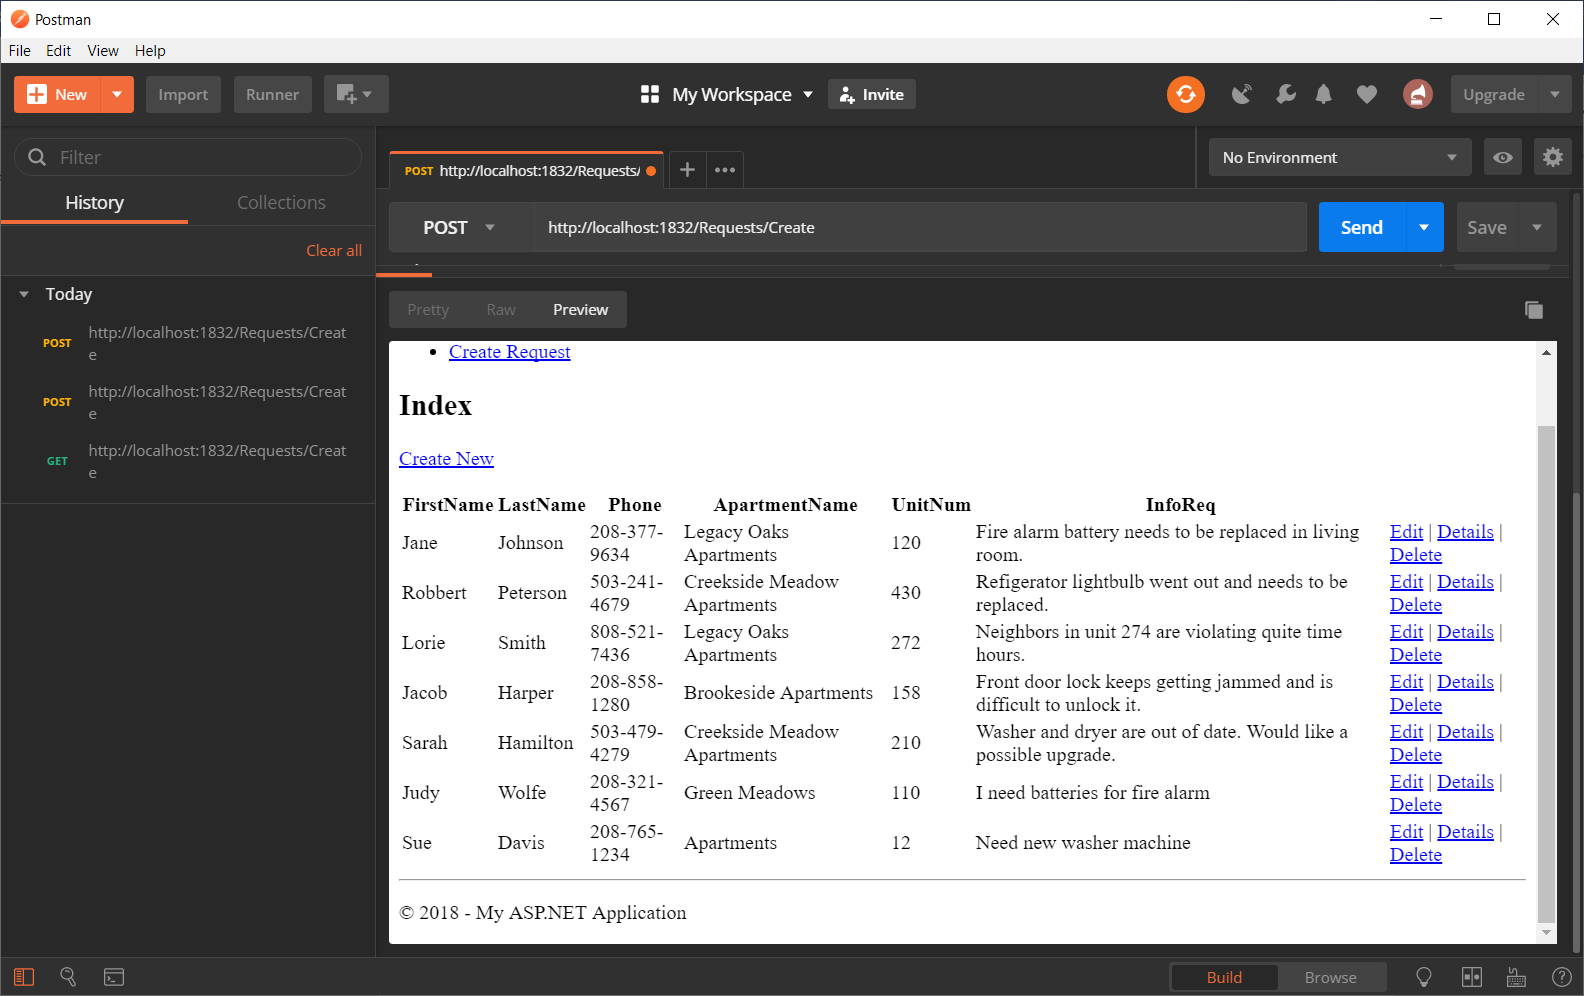 Postman
File Edit View Help
New Import Runner My Workspace Invite Upgrade
Filter
History Collections
Clear all
Today
POST http://localhost:1832/Requests/Creat
e
POST http://localhost:1832/Requests/Creat
e
GET http://localhost:1832/Requests/Creat
e
POST http://localhost:1832/Requests/
No Environment
POST http://localhost:1832/Requests/Create Send Save
Pretty Raw Preview
Create Request
Index
Create New
FirstName LastName Phone ApartmentName UnitNum InfoReq
Jane Johnson 208-377-9634 Legacy Oaks Apartments 120 Fire alarm battery needs to be replaced in living room. Edit | Details | Delete
Robbert Peterson 503-241-4679 Creekside Meadow Apartments 430 Refigerator lightbulb went out and needs to be replaced. Edit | Details | Delete
Lorie Smith 808-521-7436 Legacy Oaks Apartments 272 Neighbors in unit 274 are violating quite time hours. Edit | Details | Delete
Jacob Harper 208-858-1280 Brookeside Apartments 158 Front door lock keeps getting jammed and is difficult to unlock it. Edit | Details | Delete
Sarah Hamilton 503-479-4279 Creekside Meadow Apartments 210 Washer and dryer are out of date. Would like a possible upgrade. Edit | Details | Delete
Judy Wolfe 208-321-4567 Green Meadows 110 I need batteries for fire alarm Edit | Details | Delete
Sue Davis 208-765-1234 Apartments 12 Need new washer machine Edit | Details | Delete
© 2018 - My ASP.NET Application
Build Browse